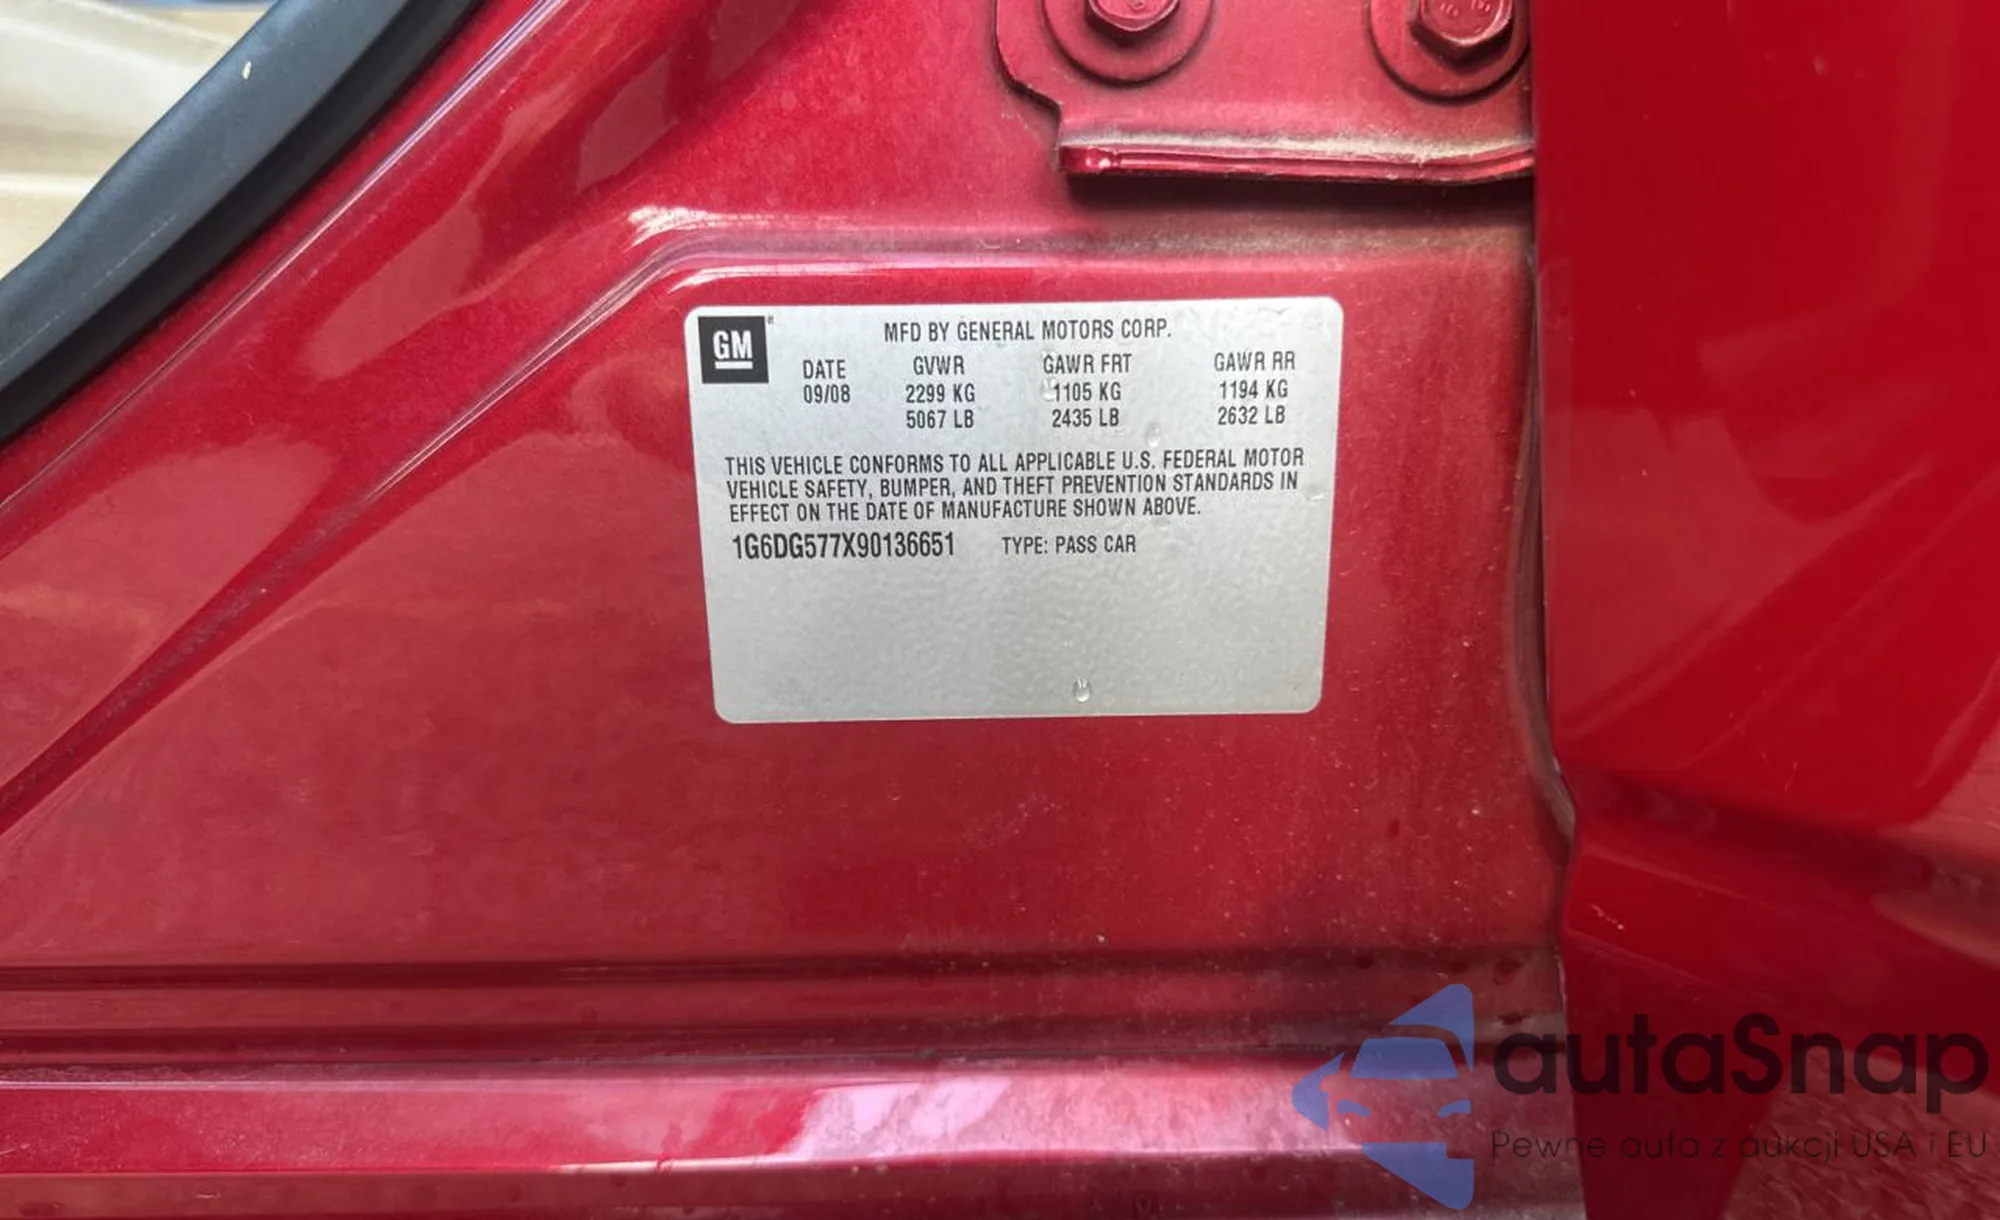 GM
MFD BY GENERAL MOTORS CORP.
DATE GVWR GAWR FRT GAWR RR
09/08 2299 KG 1105 KG 1194 KG
5067 LB 2435 LB 2632 LB
THIS VEHICLE CONFORMS TO ALL APPLICABLE U.S. FEDERAL MOTOR
VEHICLE SAFETY, BUMPER, AND THEFT PREVENTION STANDARDS IN
EFFECT ON THE DATE OF MANUFACTURE SHOWN ABOVE.
1G6DG577X90136651 TYPE: PASS CAR
autaSnap
Pewne auta z aukcji USA i EU